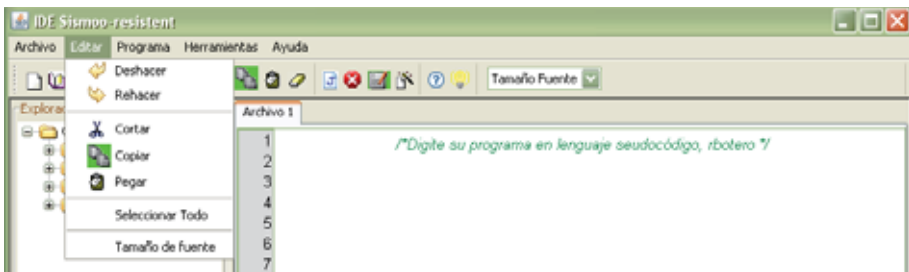 IDE Sismoo-resistent
Archivo Editar Programa Herramientas Ayuda
Deshacer
Rehacer
Cortar
Copiar
Pegar
Seleccionar Todo
Tamaño de fuente
Tamaño Fuente
Archivo 1
1
/*Digite su programa en lenguaje seudocódigo, rbotero */
2
3
4
5
6
7